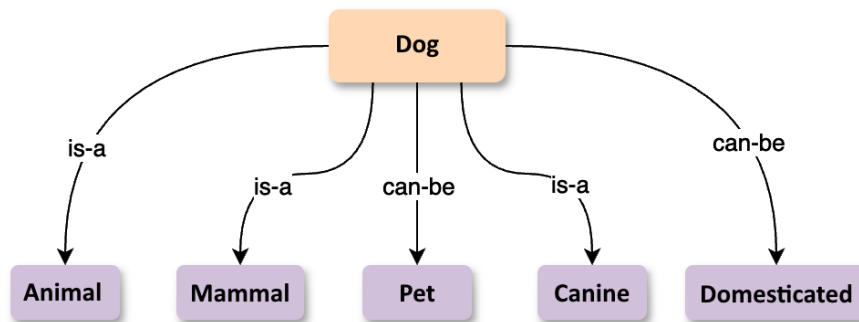 Dog
is-a
can-be
is-a
can-be
is-a
Animal
Mammal
Pet
Canine
Domesticated